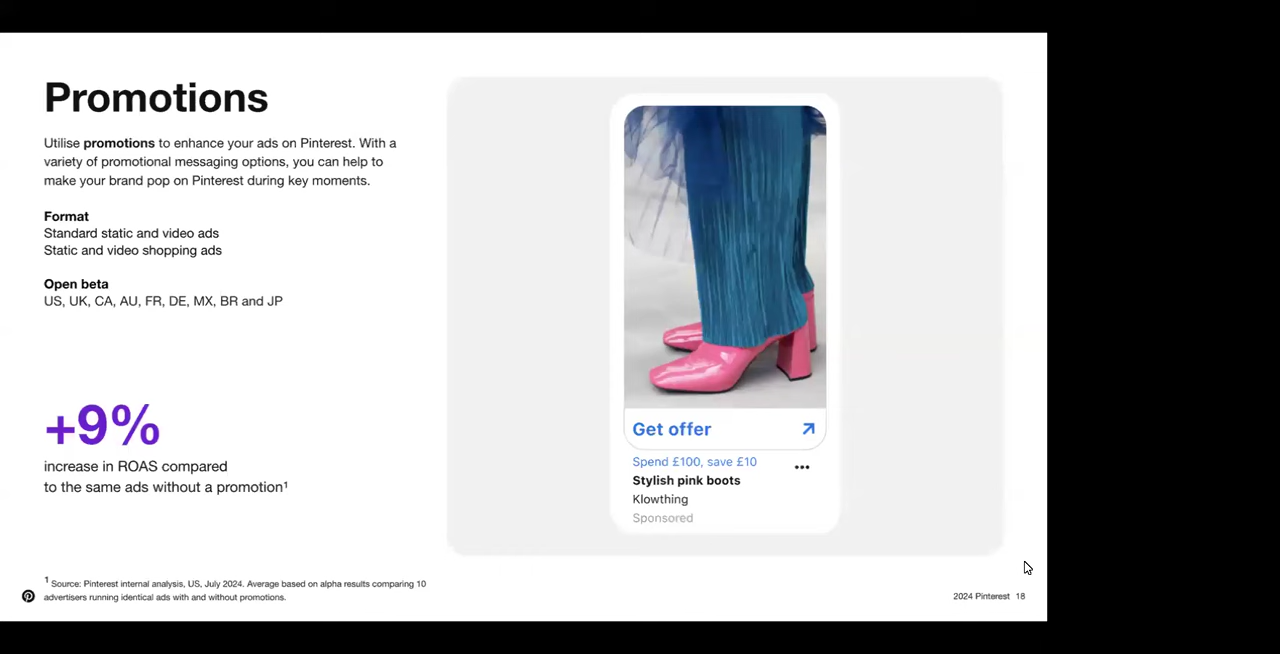 Promotions
Utilise promotions to enhance your ads on Pinterest. With a
variety of promotional messaging options, you can help to
make your brand pop on Pinterest during key moments.
Format
Standard static and video ads
Static and video shopping ads
Open beta
US, UK, CA, AU, FR, DE, MX, BR and JP
+9%
increase in ROAS compared
to the same ads without a promotion¹
Get offer
Spend £100, save £10
Stylish pink boots
Klowthing
Sponsored
¹ Source: Pinterest internal analysis, US, July 2024. Average based on alpha results comparing 10
advertisers running identical ads with and without promotions.
2024 Pinterest 18